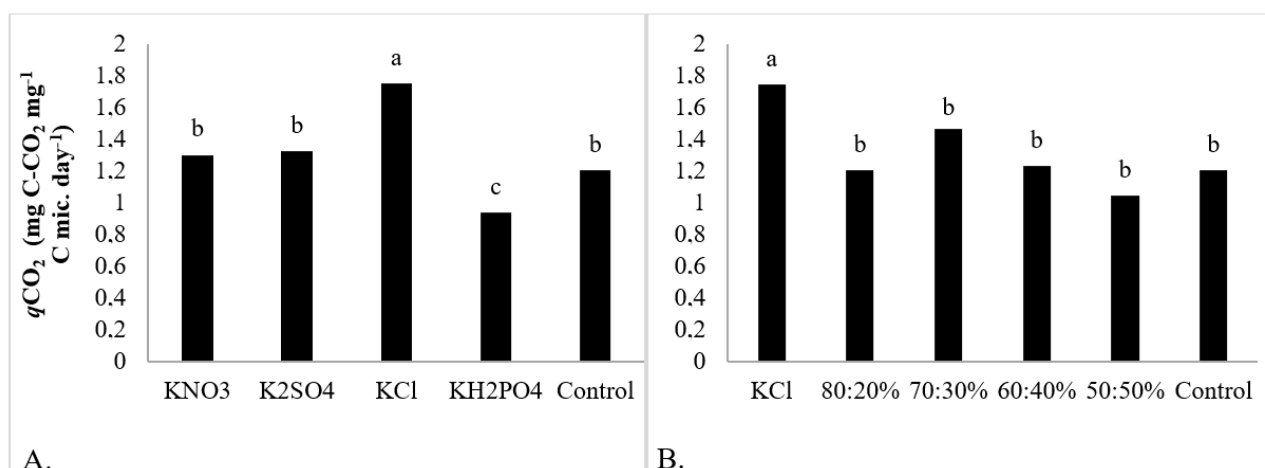 qCO₂ (mg C-CO₂ mg⁻¹
C mic. day⁻¹)
2
1,8
1,6
1,4
1,2
1
0,8
0,6
0,4
0,2
0
b
b
a
c
b
KNO3 K2SO4 KCl KH2PO4 Control
A.
2
1,8
1,6
1,4
1,2
1
0,8
0,6
0,4
0,2
0
a
b
b
b
b
b
KCl 80:20% 70:30% 60:40% 50:50% Control
B.